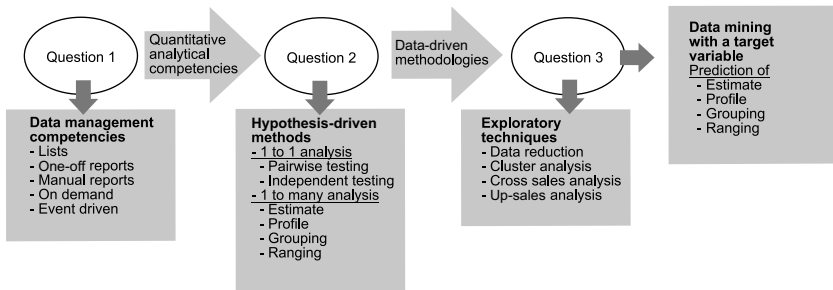 Question 1
Quantitative
analytical
competencies
Question 2
Data-driven
methodologies
Question 3
Data mining
with a target
variable
Prediction of
- Estimate
- Profile
- Grouping
- Ranging
Data management
competencies
- Lists
- One-off reports
- Manual reports
- On demand
- Event driven
Hypothesis-driven
methods
- 1 to 1 analysis
- Pairwise testing
- Independent testing
- 1 to many analysis
- Estimate
- Profile
- Grouping
- Ranging
Exploratory
techniques
- Data reduction
- Cluster analysis
- Cross sales analysis
- Up-sales analysis